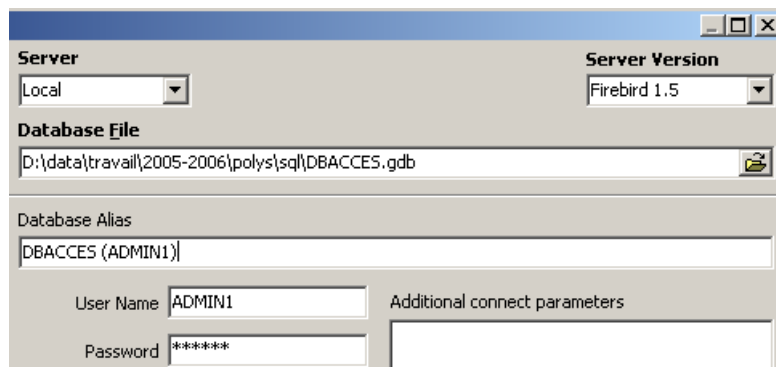 Server
Server Version
Local
Firebird 1.5
Database File
D:\data\travail\2005-2006\polys\sql\DBACCES.gdb
Database Alias
DBACCES (ADMIN1)
User Name ADMIN1
Additional connect parameters
Password ******